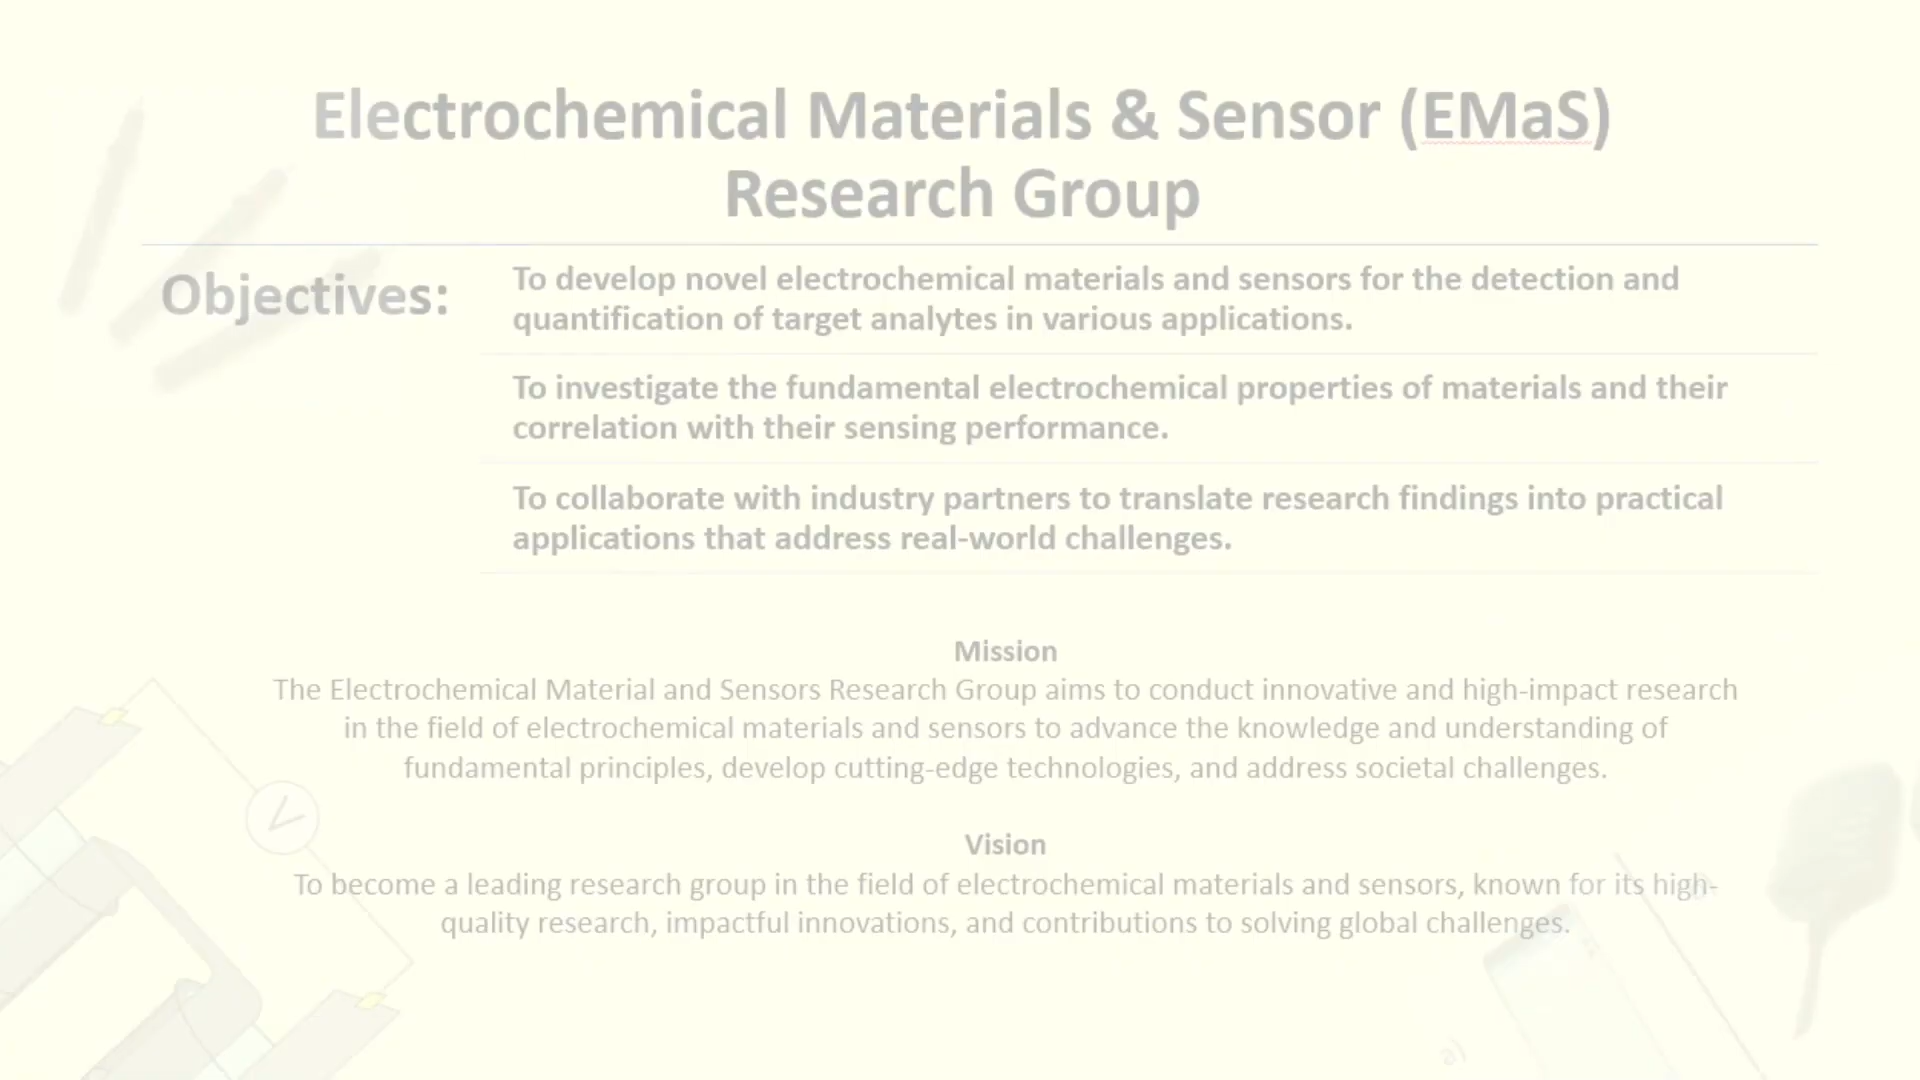 Electrochemical Materials & Sensor (EMaS)
Research Group
Objectives:
To develop novel electrochemical materials and sensors for the detection and
quantification of target analytes in various applications.
To investigate the fundamental electrochemical properties of materials and their
correlation with their sensing performance.
To collaborate with industry partners to translate research findings into practical
applications that address real-world challenges.
Mission
The Electrochemical Material and Sensors Research Group aims to conduct innovative and high-impact research
in the field of electrochemical materials and sensors to advance the knowledge and understanding of
fundamental principles, develop cutting-edge technologies, and address societal challenges.
Vision
To become a leading research group in the field of electrochemical materials and sensors, known for its high-
quality research, impactful innovations, and contributions to solving global challenges.
V
a)